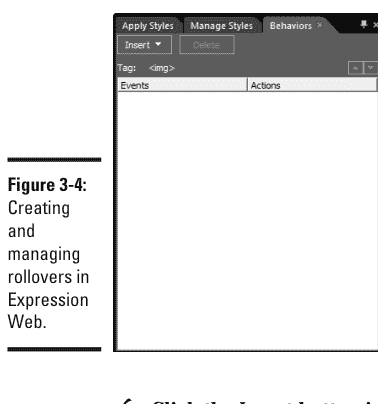 Apply Styles Manage Styles Behaviors ×
Insert Delete
Tag: <img>
Events Actions
Figure 3-4:
Creating
and
managing
rollovers in
Expression
Web.